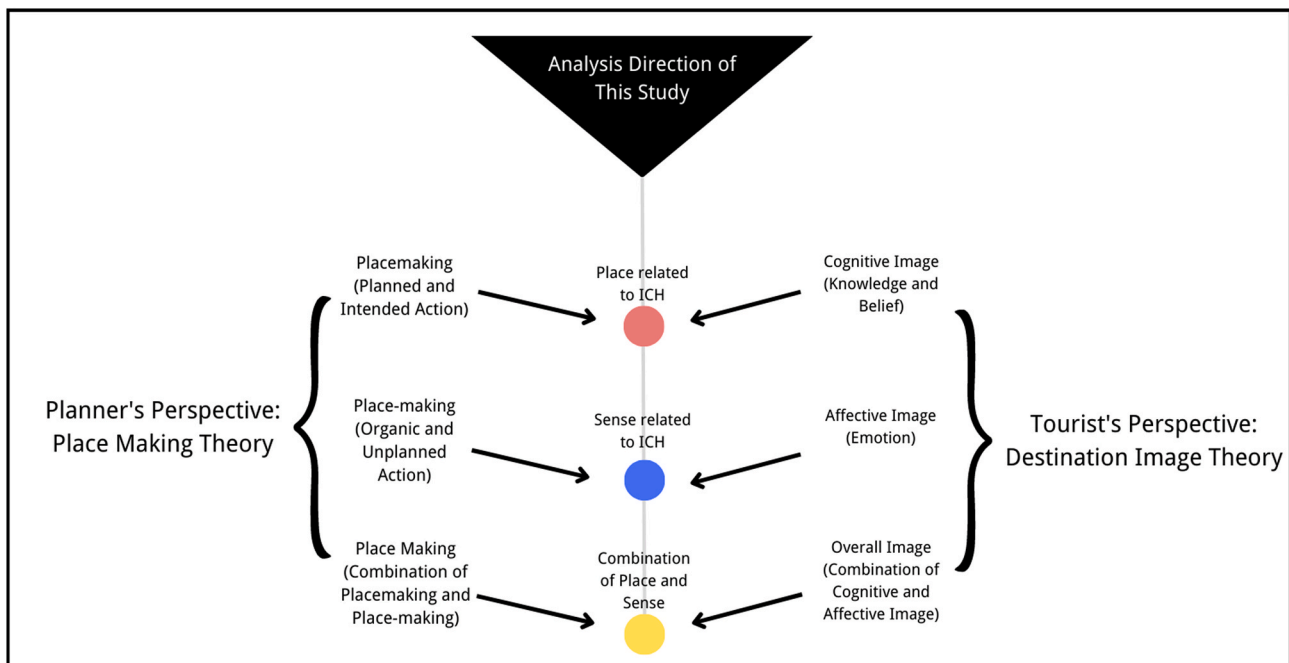 Analysis Direction of
This Study
Placemaking
(Planned and
Intended Action)
Place related
to ICH
Cognitive Image
(Knowledge and
Belief)
Planner's Perspective:
Place Making Theory
Place-making
(Organic and
Unplanned
Action)
Sense related
to ICH
Affective Image
(Emotion)
Tourist's Perspective:
Destination Image Theory
Place Making
(Combination of
Placemaking and
Place-making)
Combination
of Place and
Sense
Overall Image
(Combination of
Cognitive and
Affective Image)